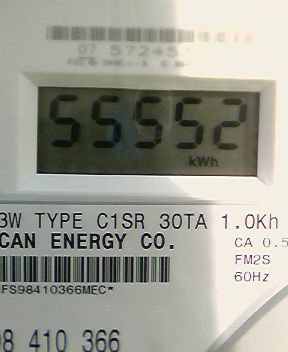 07 57245
55552
kWh
3W TYPE C1SR 30TA 1.0Kh
CAN ENERGY CO.
CA 0.5
FM2S
60Hz
FS98410366MEC*
98 410 366